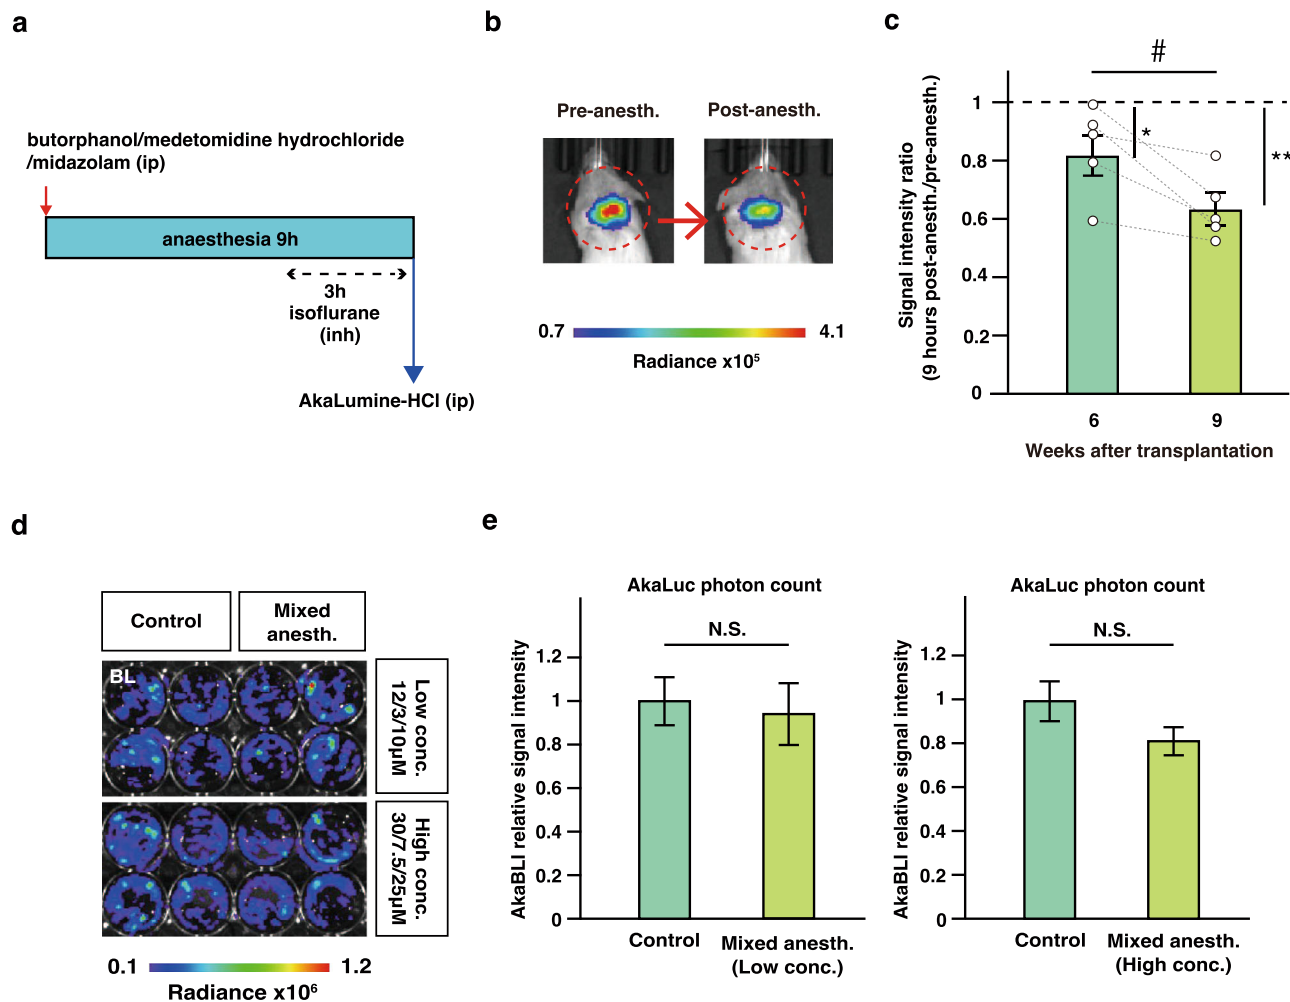 a
butorphanol/medetomidine hydrochloride
/midazolam (ip)
anaesthesia 9h
3h
isoflurane
(inh)
AkaLumine-HCl (ip)
b
Pre-anesth.
Post-anesth.
0.7
4.1
Radiance x10⁵
c
#
Signal intensity ratio
(9 hours post-anesth./pre-anesth.)
1
0.8
0.6
0.4
0.2
0
*
**
6
9
Weeks after transplantation
d
Control
Mixed
anesth.
BL
Low conc.
12/3/10µM
High conc.
30/7.5/25µM
0.1
1.2
Radiance x10⁶
e
AkaLuc photon count
N.S.
AkaBLI relative signal intensity
1.2
1
0.8
0.6
0.4
0.2
0
Control
Mixed anesth.
(Low conc.)
AkaLuc photon count
N.S.
AkaBLI relative signal intensity
1.2
1
0.8
0.6
0.4
0.2
0
Control
Mixed anesth.
(High conc.)